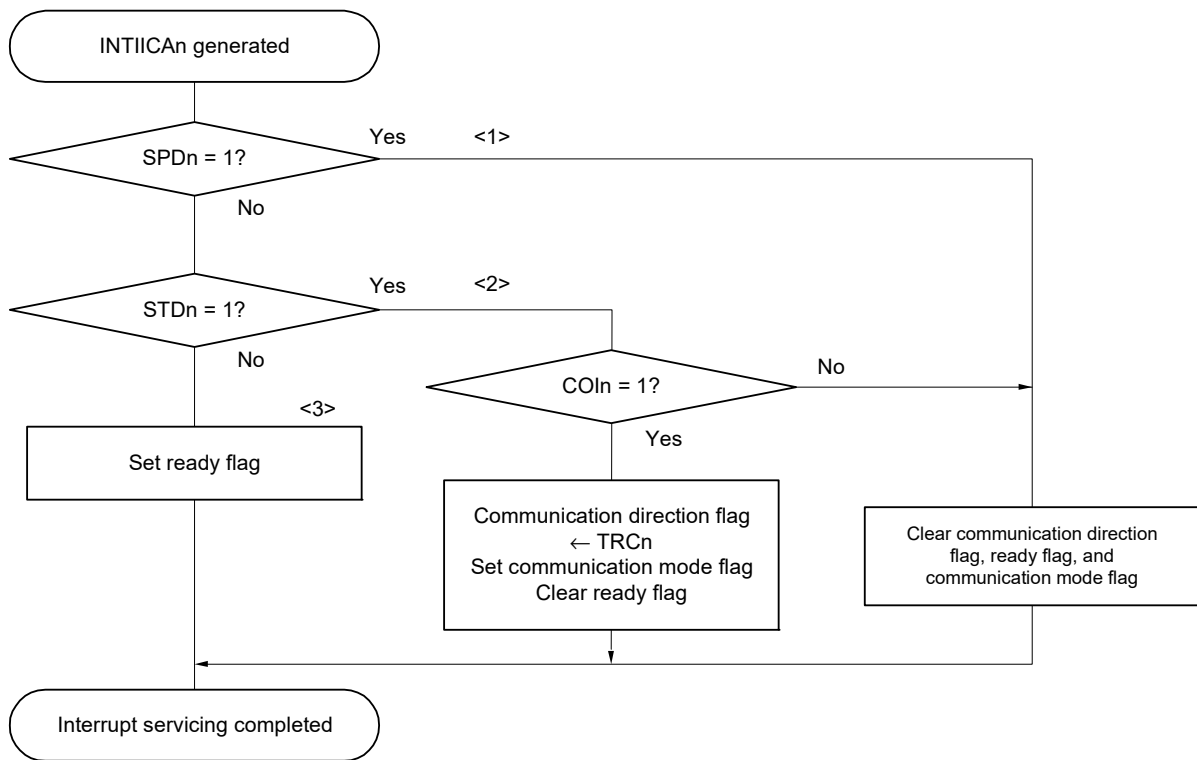 INTIICAn generated
Yes
<1>
SPDn = 1?
No
Yes
<2>
STDn = 1?
No
COIn = 1?
No
<3>
Yes
Set ready flag
Communication direction flag
← TRCn
Set communication mode flag
Clear ready flag
Clear communication direction
flag, ready flag, and
communication mode flag
Interrupt servicing completed